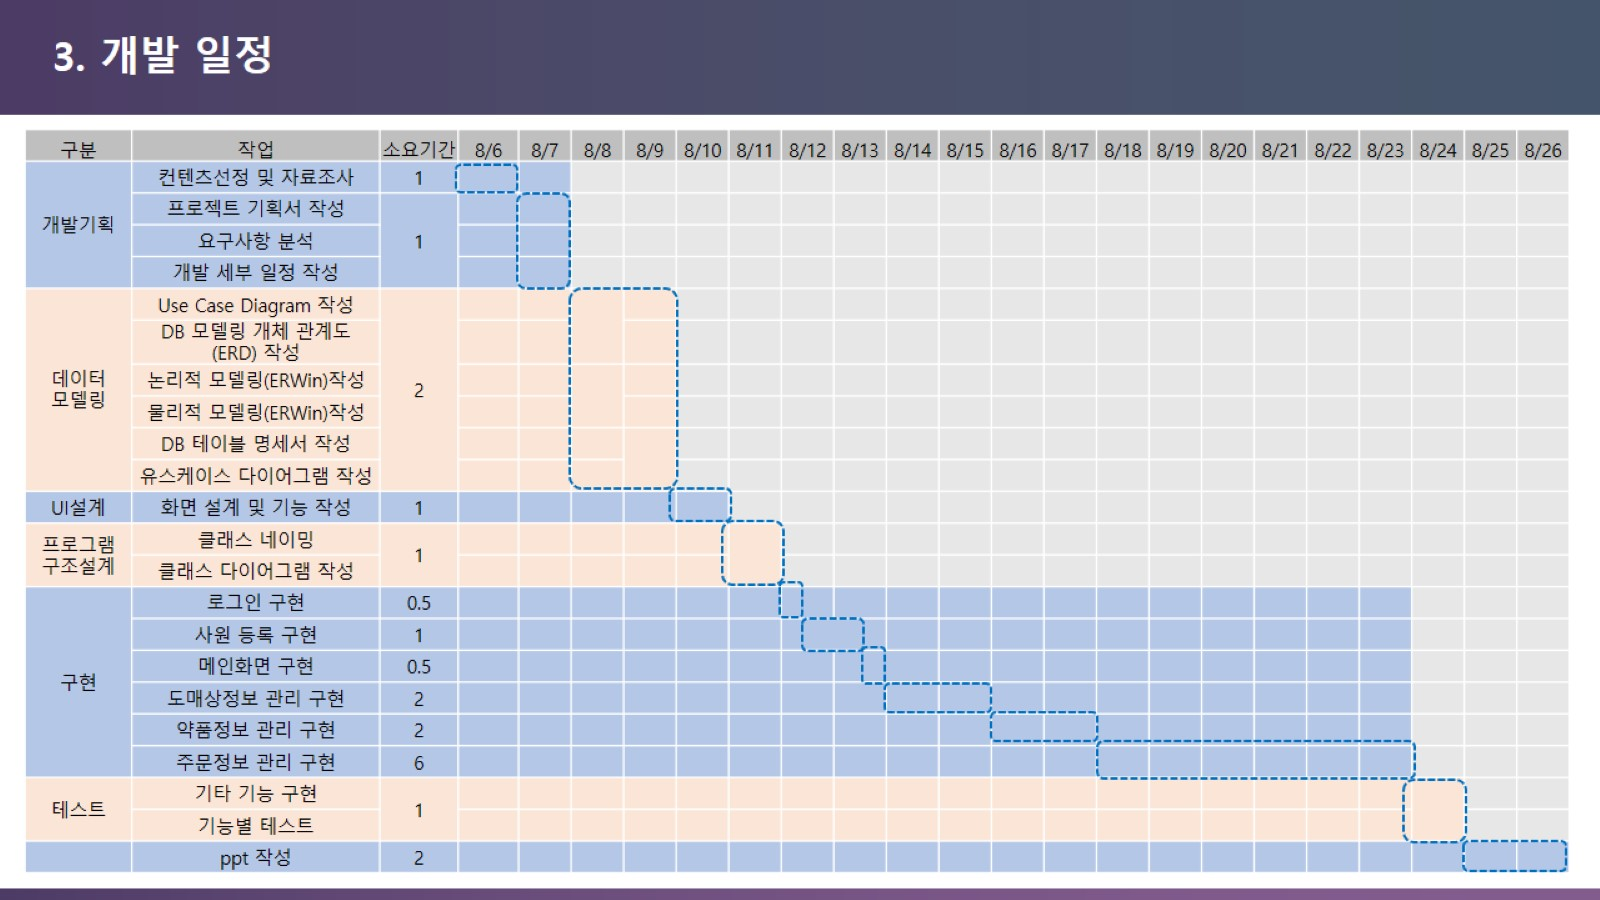 3. 개발 일정
구분 작업 소요기간 8/6 8/7 8/8 8/9 8/10 8/11 8/12 8/13 8/14 8/15 8/16 8/17 8/18 8/19 8/20 8/21 8/22 8/23 8/24 8/25 8/26
개발기획 컨텐츠선정 및 자료조사 1
프로젝트 기획서 작성
요구사항 분석 1
개발 세부 일정 작성
데이터
모델링
Use Case Diagram 작성
DB 모델링 개체 관계도
(ERD) 작성
논리적 모델링(ERWin)작성
물리적 모델링(ERWin)작성
DB 테이블 명세서 작성
유스케이스 다이어그램 작성
2
UI설계 화면 설계 및 기능 작성 1
프로그램
구조설계
클래스 네이밍
클래스 다이어그램 작성
1
구현
로그인 구현 0.5
사원 등록 구현 1
메인화면 구현 0.5
도매상정보 관리 구현 2
약품정보 관리 구현 2
주문정보 관리 구현 6
테스트
기타 기능 구현
기능별 테스트
1
ppt 작성 2